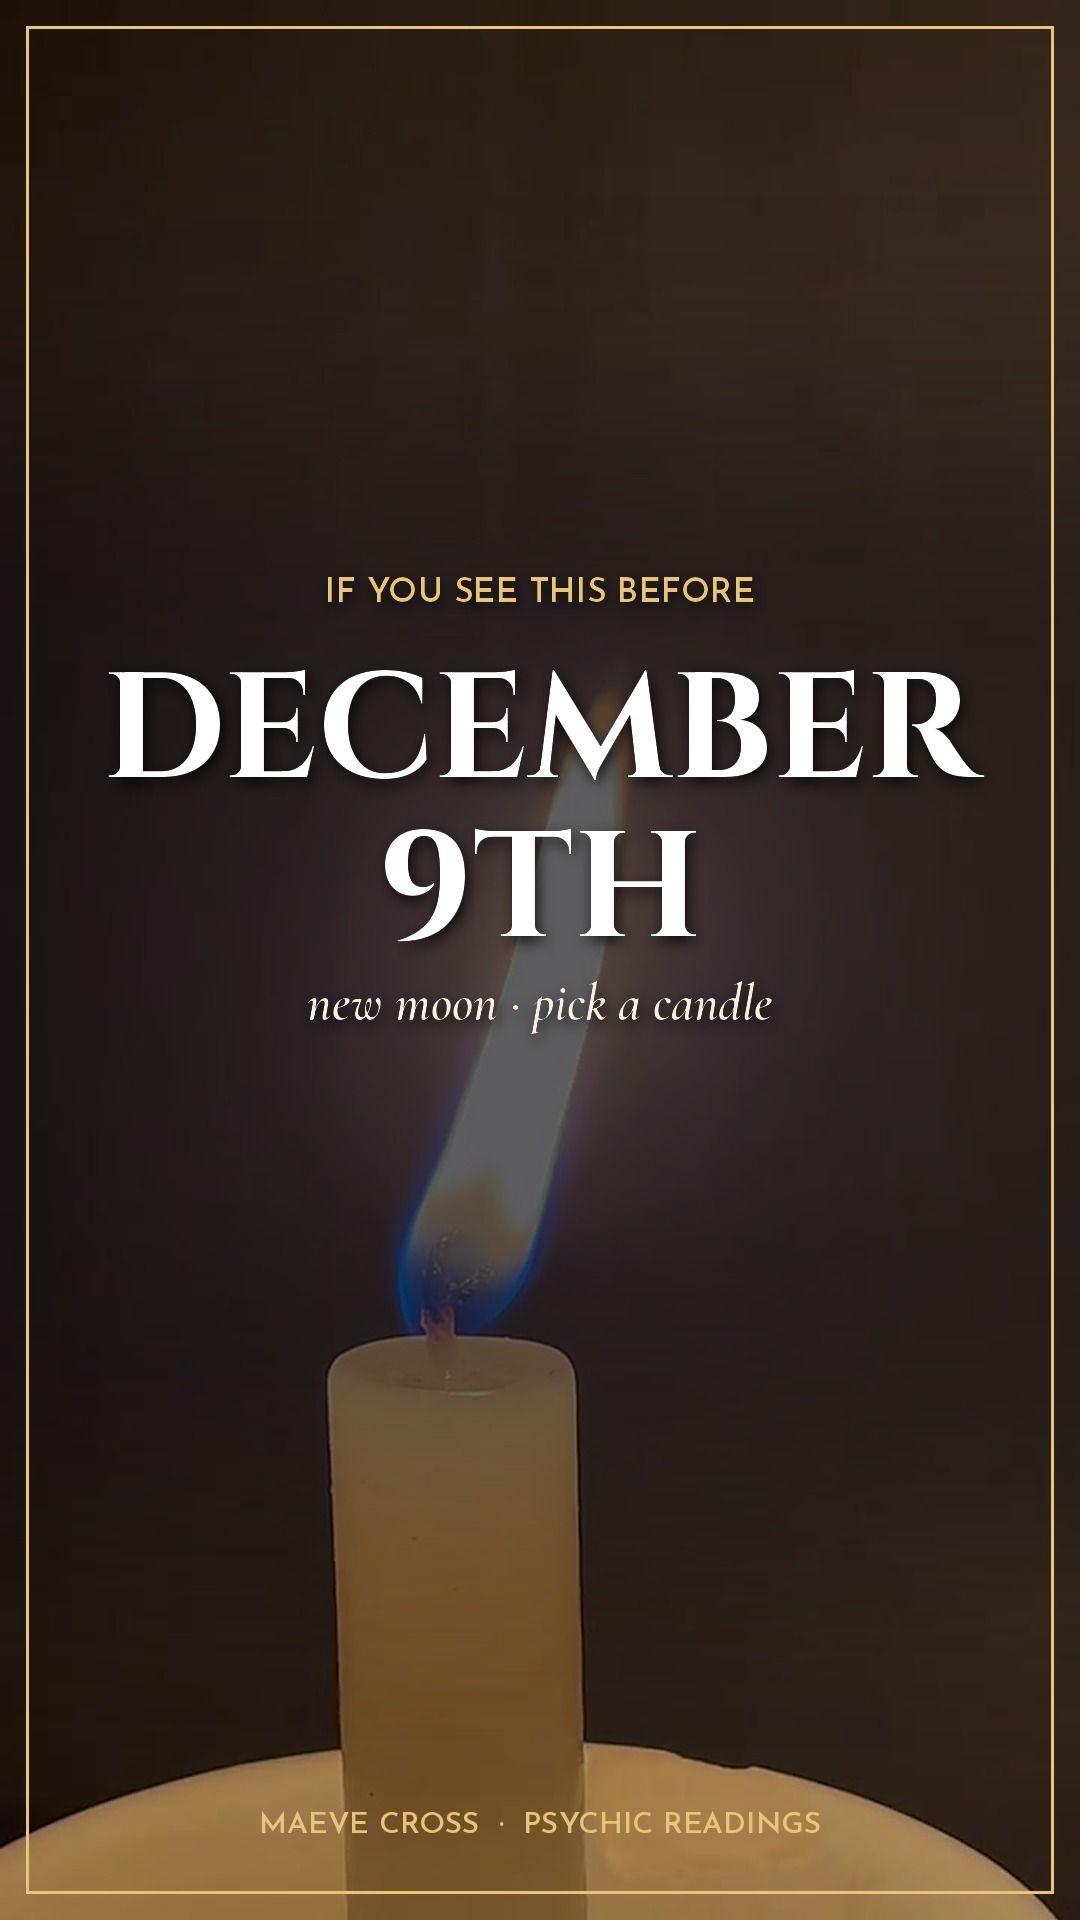 IF YOU SEE THIS BEFORE
DECEMBER
9TH
new moon · pick a candle
MAEVE CROSS · PSYCHIC READINGS